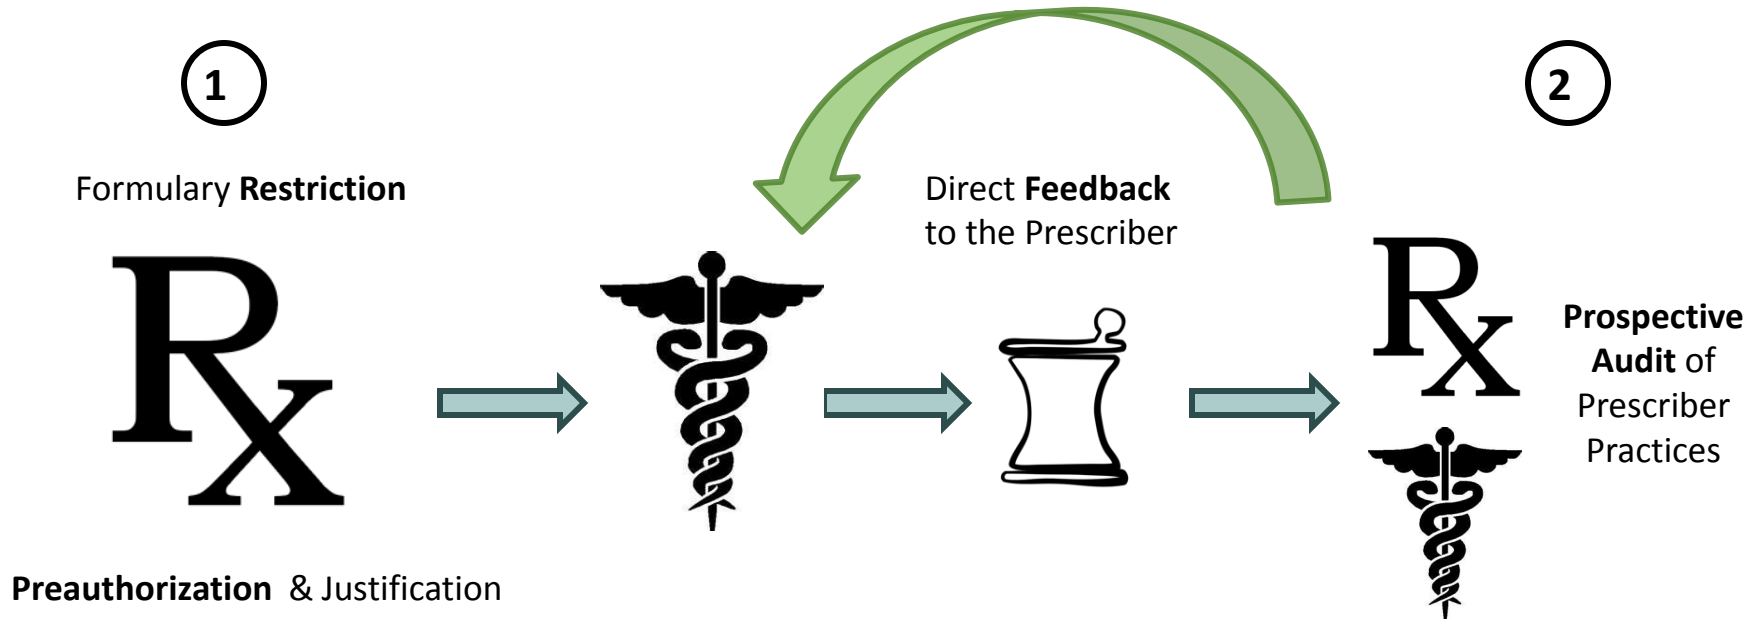 1
2
Formulary Restriction
Direct Feedback
to the Prescriber
Rx
Rx
Prospective
Audit of
Prescriber
Practices
Preauthorization & Justification